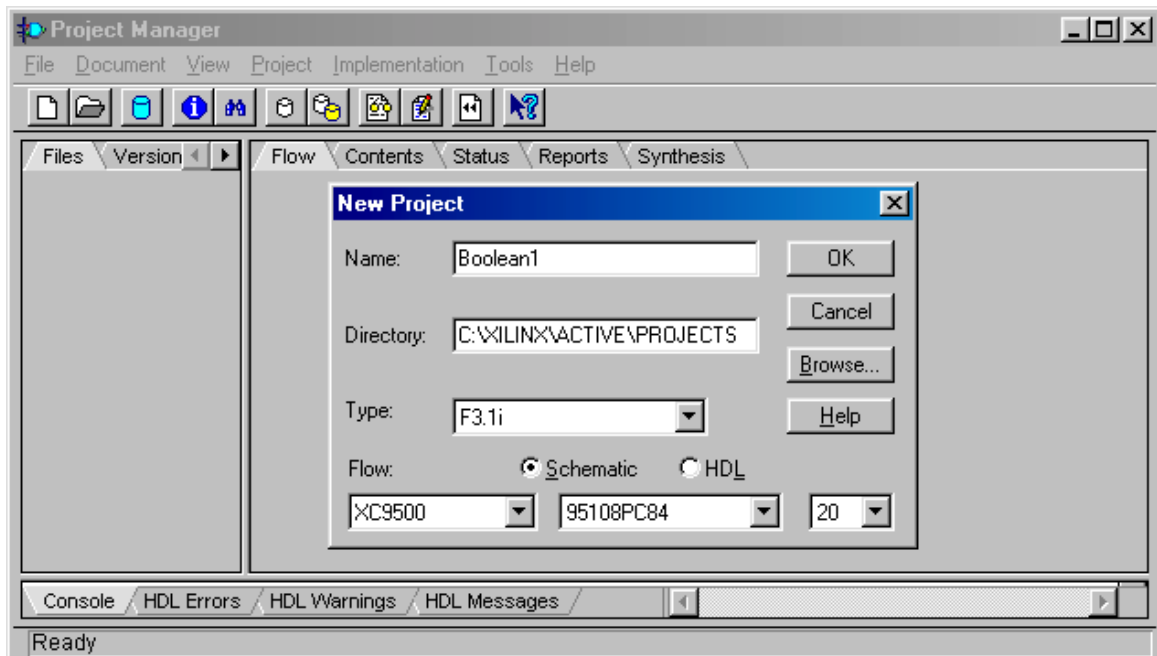 Project Manager
File Document View Project Implementation Tools Help
Files Version Flow Contents Status Reports Synthesis
New Project
Name: Boolean1 OK
Cancel
Directory: C:\XILINX\ACTIVE\PROJECTS
Browse...
Type: F3.1i Help
Flow: Schematic HDL
XC9500 95108PC84 20
Console HDL Errors HDL Warnings HDL Messages
Ready